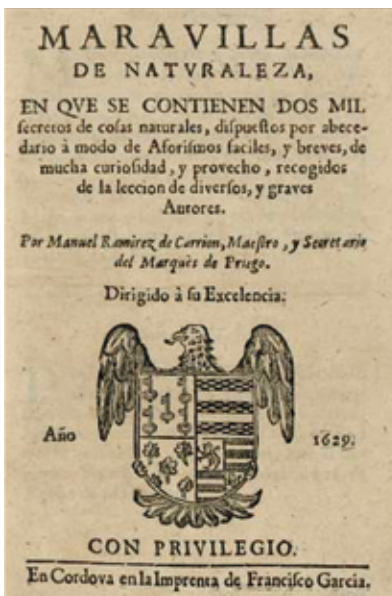 MARAVILLAS
DE NATVRALEZA,
EN QVE SE CONTIENEN DOS MIL
secretos de cosas naturales, dispuestos por abece-
dario à modo de Aforismos faciles, y breves, de
mucha curiosidad, y provecho, recogidos
de la leccion de diversos, y graves
Autores.
Por Manuel Ramirez de Carrion, Maestro, y Secretario
del Marquès de Priego.
Dirigido à su Excelencia.
Año 1629.
CON PRIVILEGIO.
En Cordova en la Imprenta de Francisco Garcia.